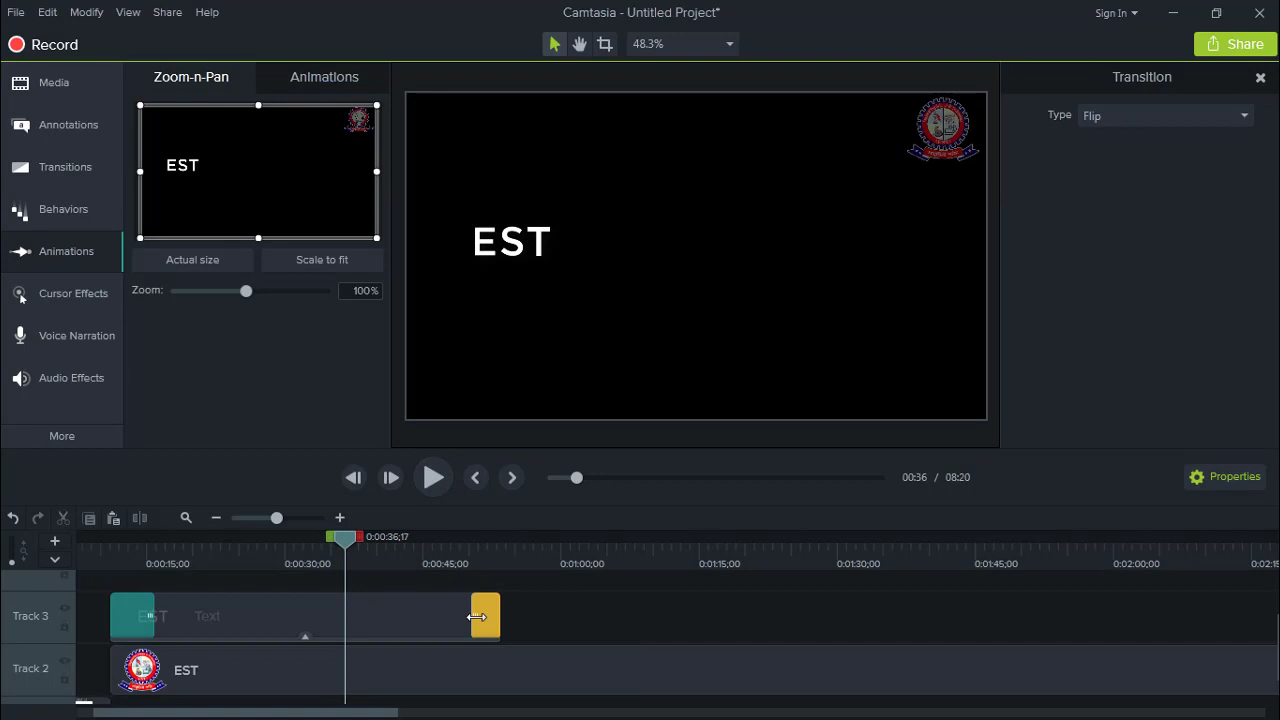 File Edit Modify View Share Help
Camtasia - Untitled Project*
Sign In
Record
48.3%
Share
Media
Annotations
Transitions
Behaviors
Animations
Cursor Effects
Voice Narration
Audio Effects
More
Zoom-n-Pan Animations
EST
Actual size Scale to fit
Zoom: 100%
EST
Transition
Type Flip
00:36 / 08:20
Properties
0:00:36;17
0:00:15;00 0:00:30;00 0:00:45;00 0:01:00;00 0:01:15;00 0:01:30;00 0:01:45;00 0:02:00;00
Track 3 EST Text
Track 2 EST